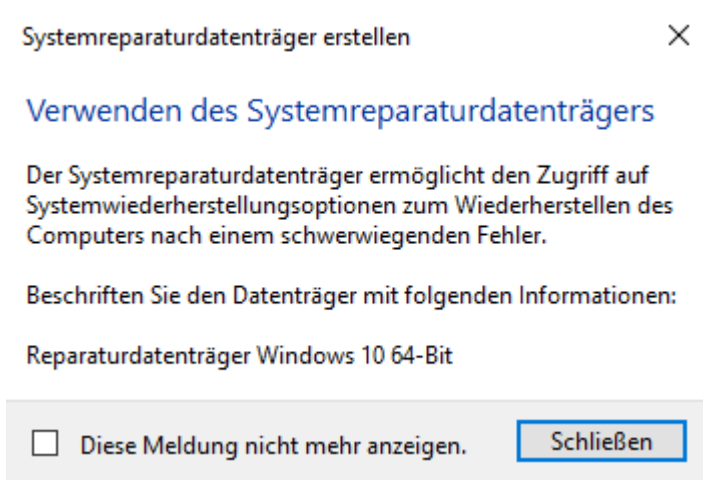 Systemreparaturdatenträger erstellen
Verwenden des Systemreparaturdatenträgers
Der Systemreparaturdatenträger ermöglicht den Zugriff auf
Systemwiederherstellungsoptionen zum Wiederherstellen des
Computers nach einem schwerwiegenden Fehler.
Beschriften Sie den Datenträger mit folgenden Informationen:
Reparaturdatenträger Windows 10 64-Bit
Diese Meldung nicht mehr anzeigen.
Schließen